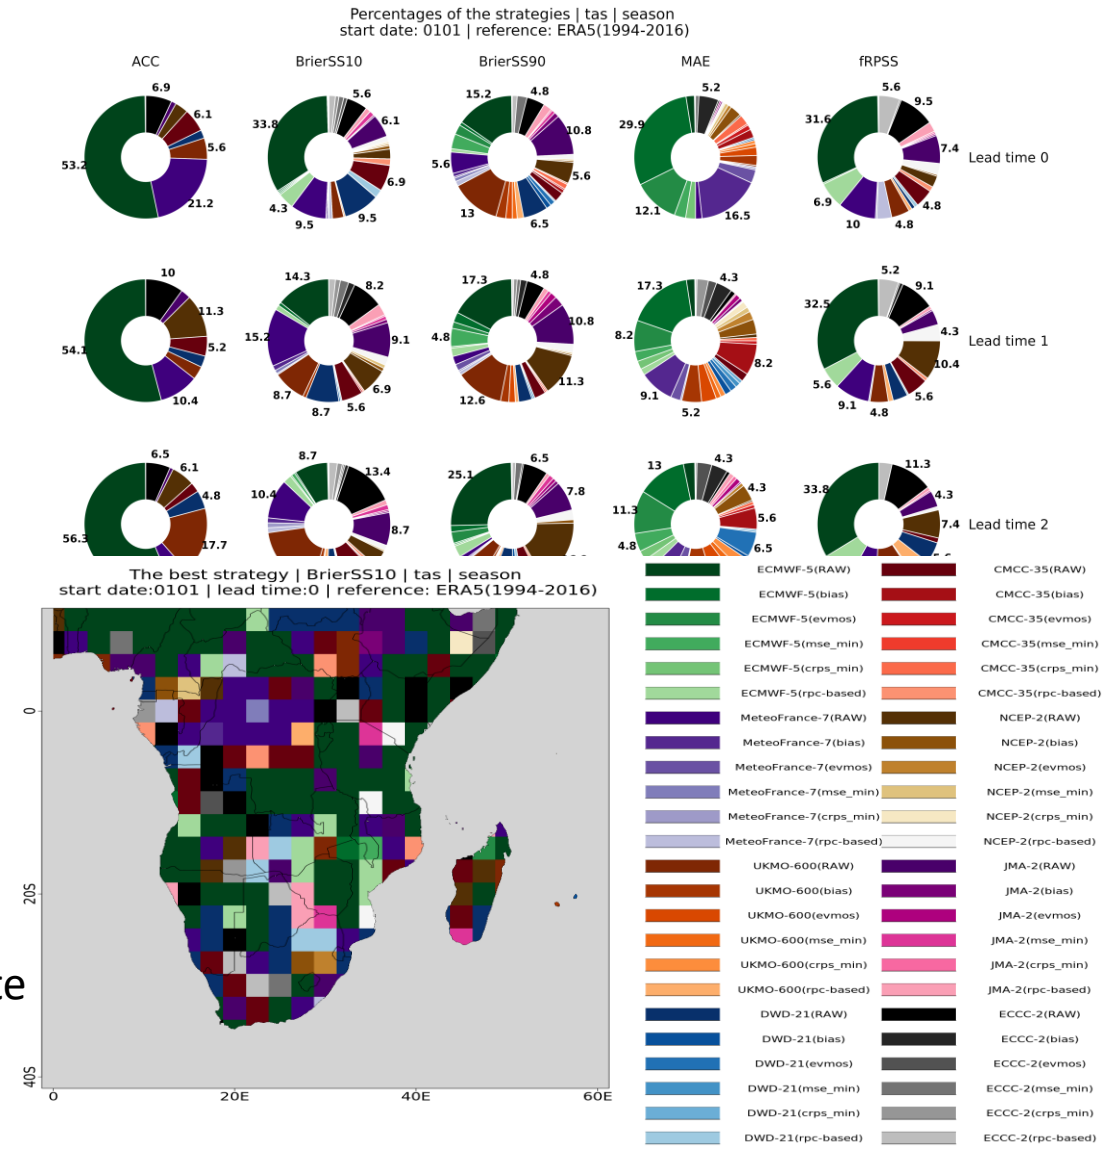 Percentages of the strategies | tas | season
start date: 0101 | reference: ERA5(1994-2016)
ACC BrierSS10 BrierSS90 MAE fRPSS
6.9 6.1 5.6 21.2 53.2
5.6 6.1 6.9 9.5 9.5 4.3 33.8
4.8 10.8 5.6 6.5 13 5.6 15.2
5.2 16.5 12.1 29.9
5.6 9.5 7.4 4.8 4.8 10 6.9 31.6
Lead time 0
10 11.3 5.2 10.4 54.1
8.2 9.1 6.9 5.6 8.7 8.7 15.2 14.3
4.8 10.8 11.3 12.6 4.8 17.3
4.3 8.2 5.2 9.1 8.2 17.3
5.2 9.1 4.3 10.4 5.6 4.8 9.1 5.6 32.5
Lead time 1
6.5 6.1 4.8 17.7 56.3
13.4 8.7 10.4 8.7
6.5 7.8 25.1
4.3 4.3 5.6 6.5 4.8 11.3 13
11.3 4.3 7.4 33.8
Lead time 2
The best strategy | BrierSS10 | tas | season
start date:0101 | lead time:0 | reference: ERA5(1994-2016)
0
20S
40S
0 20E 40E 60E
ECMWF-5(RAW) CMCC-35(RAW)
ECMWF-5(bias) CMCC-35(bias)
ECMWF-5(evmos) CMCC-35(evmos)
ECMWF-5(mse_min) CMCC-35(mse_min)
ECMWF-5(crps_min) CMCC-35(crps_min)
ECMWF-5(rpc-based) CMCC-35(rpc-based)
MeteoFrance-7(RAW) NCEP-2(RAW)
MeteoFrance-7(bias) NCEP-2(bias)
MeteoFrance-7(evmos) NCEP-2(evmos)
MeteoFrance-7(mse_min) NCEP-2(mse_min)
MeteoFrance-7(crps_min) NCEP-2(crps_min)
MeteoFrance-7(rpc-based) NCEP-2(rpc-based)
UKMO-600(RAW) JMA-2(RAW)
UKMO-600(bias) JMA-2(bias)
UKMO-600(evmos) JMA-2(evmos)
UKMO-600(mse_min) JMA-2(mse_min)
UKMO-600(crps_min) JMA-2(crps_min)
UKMO-600(rpc-based) JMA-2(rpc-based)
DWD-21(RAW) ECCC-2(RAW)
DWD-21(bias) ECCC-2(bias)
DWD-21(evmos) ECCC-2(evmos)
DWD-21(mse_min) ECCC-2(mse_min)
DWD-21(crps_min) ECCC-2(crps_min)
DWD-21(rpc-based) ECCC-2(rpc-based)